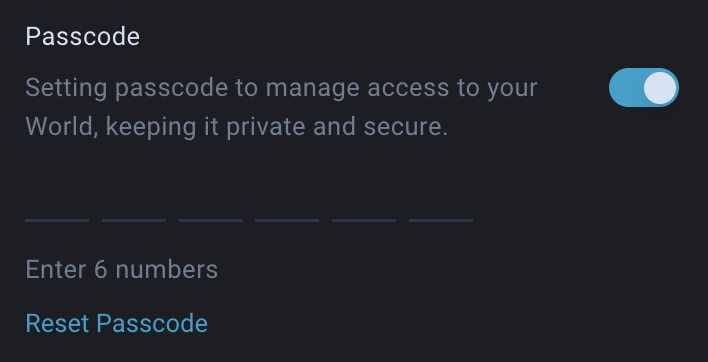 Passcode
Setting passcode to manage access to your
World, keeping it private and secure.
Enter 6 numbers
Reset Passcode